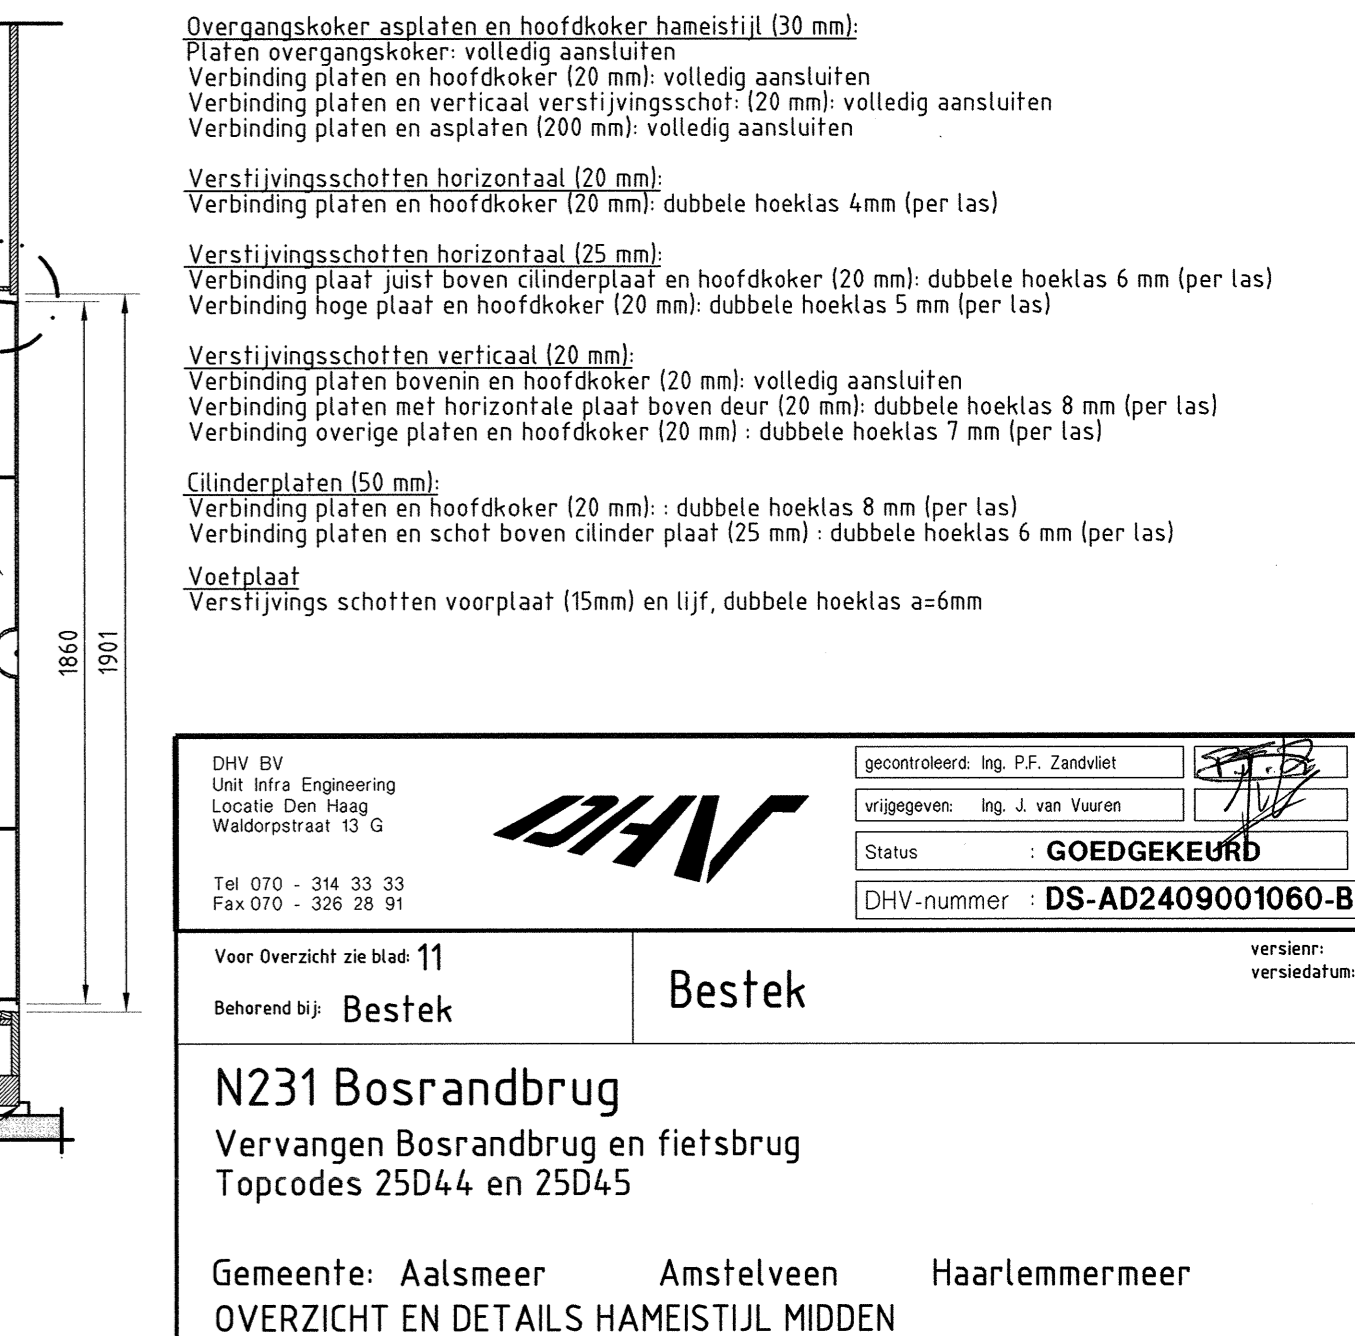 Overgangskoker asplaten en hoofdkoker hameistijl (30 mm):
Platen overgangskoker: volledig aansluiten
Verbinding platen en hoofdkoker (20 mm): volledig aansluiten
Verbinding platen en verticaal verstijvingsschot: (20 mm): volledig aansluiten
Verbinding platen en asplaten (200 mm): volledig aansluiten
Verstijvingsschotten horizontaal (20 mm):
Verbinding platen en hoofdkoker (20 mm): dubbele hoeklas 4mm (per las)
Verstijvingsschotten horizontaal (25 mm):
Verbinding plaat juist boven cilinderplaat en hoofdkoker (20 mm): dubbele hoeklas 6 mm (per las)
Verbinding hoge plaat en hoofdkoker (20 mm): dubbele hoeklas 5 mm (per las)
Verstijvingsschotten verticaal (20 mm):
Verbinding platen bovenin en hoofdkoker (20 mm): volledig aansluiten
Verbinding platen met horizontale plaat boven deur (20 mm): dubbele hoeklas 8 mm (per las)
Verbinding overige platen en hoofdkoker (20 mm) : dubbele hoeklas 7 mm (per las)
Cilinderplaten (50 mm):
Verbinding platen en hoofdkoker (20 mm): : dubbele hoeklas 8 mm (per las)
Verbinding platen en schot boven cilinder plaat (25 mm) : dubbele hoeklas 6 mm (per las)
Voetplaat
Verstijvings schotten voorplaat (15mm) en lijf, dubbele hoeklas a=6mm
1860
1901
DHV BV
Unit Infra Engineering
Locatie Den Haag
Waldorpstraat 13 G
Tel 070 - 314 33 33
Fax 070 - 326 28 91
DHV
gecontroleerd: Ing. P.F. Zandvliet
vrijgegeven: Ing. J. van Vuuren
Status : GOEDGEKEURD
DHV-nummer : DS-AD2409001060-B
Voor Overzicht zie blad: 11
Behorend bij: Bestek
Bestek
versienr:
versiedatum:
N231 Bosrandbrug
Vervangen Bosrandbrug en fietsbrug
Topcodes 25D44 en 25D45
Gemeente: Aalsmeer Amstelveen Haarlemmermeer
OVERZICHT EN DETAILS HAMEISTIJL MIDDEN